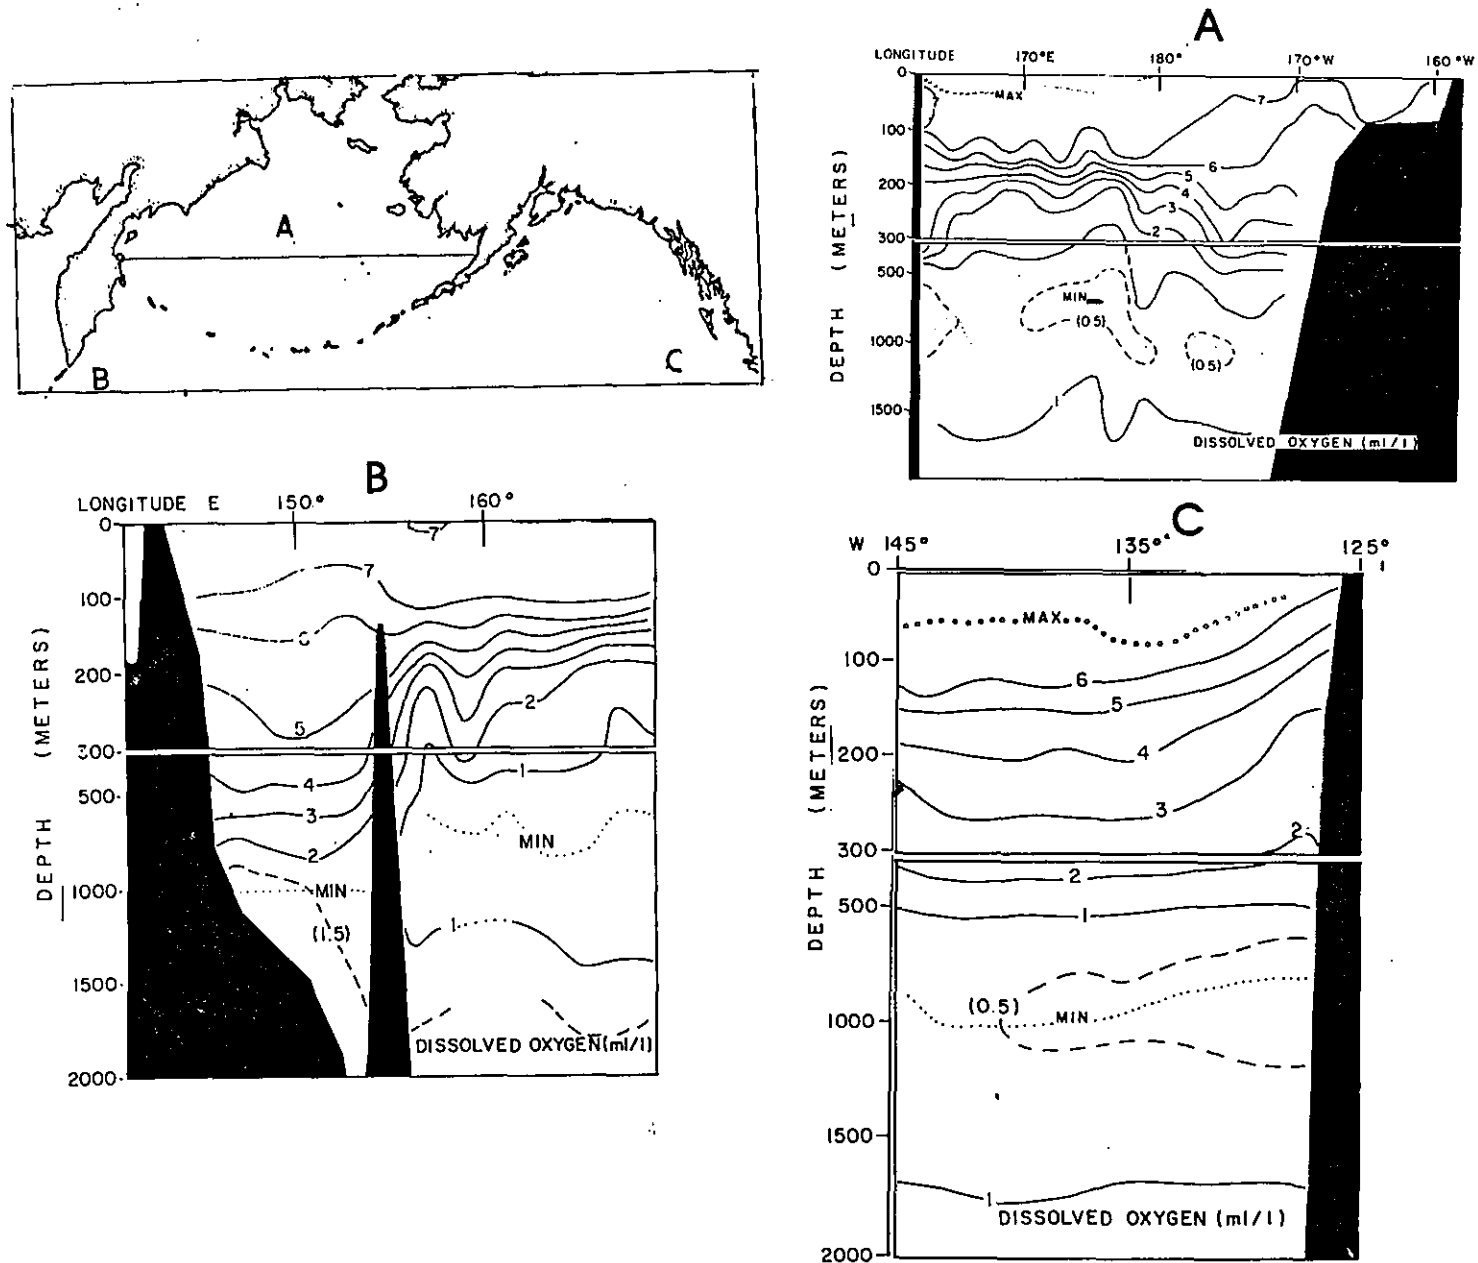 A
B
C
A
LONGITUDE 170°E 180° 170°W 160°W
0
MAX
7
100
6
5
200
4
3
2
300
500
MIN
(0.5)
1000
(0.5)
1
1500
DISSOLVED OXYGEN (ml/l)
DEPTH (METERS)
B
LONGITUDE E 150° 160°
0
7
7
100
6
200
5
2
300
4
1
500
3
2
MIN
1000
MIN
(1.5)
1
1500
DISSOLVED OXYGEN (ml/l)
2000
DEPTH (METERS)
C
W 145° 135° 125°
0
MAX
100
6
5
4
200
3
2
300
2
500
1
(0.5)
1000
MIN
1500
1
DISSOLVED OXYGEN (ml/l)
2000
DEPTH (METERS)